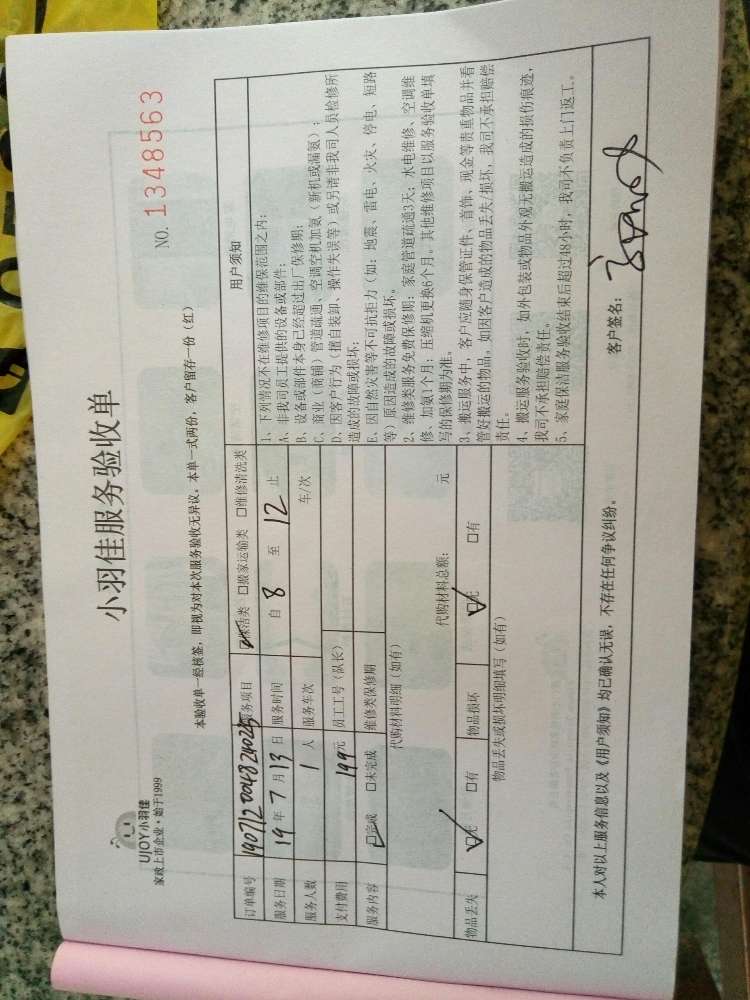 UJOY小羽佳
家政上市企业·始于1999
小羽佳服务验收单
NO. 1348563
本验收单一经核签，即视为对本次服务验收无异议。本单一式两份，客户留存一份（红）
订单编号 190712004824025 服务项目 ☑保洁类 □搬家运输类 □维修清洗类
服务日期 19年7月13日 服务时间 自 8 至 12 止
服务人数 1 人 服务车次 车/次
支付费用 199元 员工工号（队长）
服务内容 ☑完成 □未完成 维修类保修期
代购材料明细（如有）
代购材料总额： 元
物品丢失 ☑无 □有 物品损坏 ☑无 □有
物品丢失或损坏明细填写（如有）
用户须知
1、下列情况不在维修项目的维保范围之内：
A、非我司员工提供的设备或部件；
B、设备或部件本身已经超过出厂保修期；
C、商业（商铺）管道疏通、空调空机加氨（新机或漏氨）；
D、因客户行为（擅自装卸、操作失误等）或另请非我司人员检修所
造成的故障或损坏；
E、因自然灾害等不可抗拒力（如：地震、雷电、火灾、停电、短路
等）原因造成的故障或损坏。
2、维修类服务免费保修期：家庭管道疏通3天；水电维修、空调维
修、加氨1个月；压缩机更换6个月。其他维修项目以服务验收单填
写的保修期为准。
3、搬运服务中，客户应随身保管证件、首饰、现金等贵重物品并看
管好搬运的物品。如因客户造成的物品丢失/损坏，我司不承担赔偿
责任。
4、搬运服务验收时，如外包装或物品外观无搬运造成的损伤痕迹，
我司不承担赔偿责任。
5、家庭保洁服务验收结束后超过48小时，我司不负责上门返工。
本人对以上服务信息以及《用户须知》均已确认无误，不存在任何争议纠纷。
客户签名：